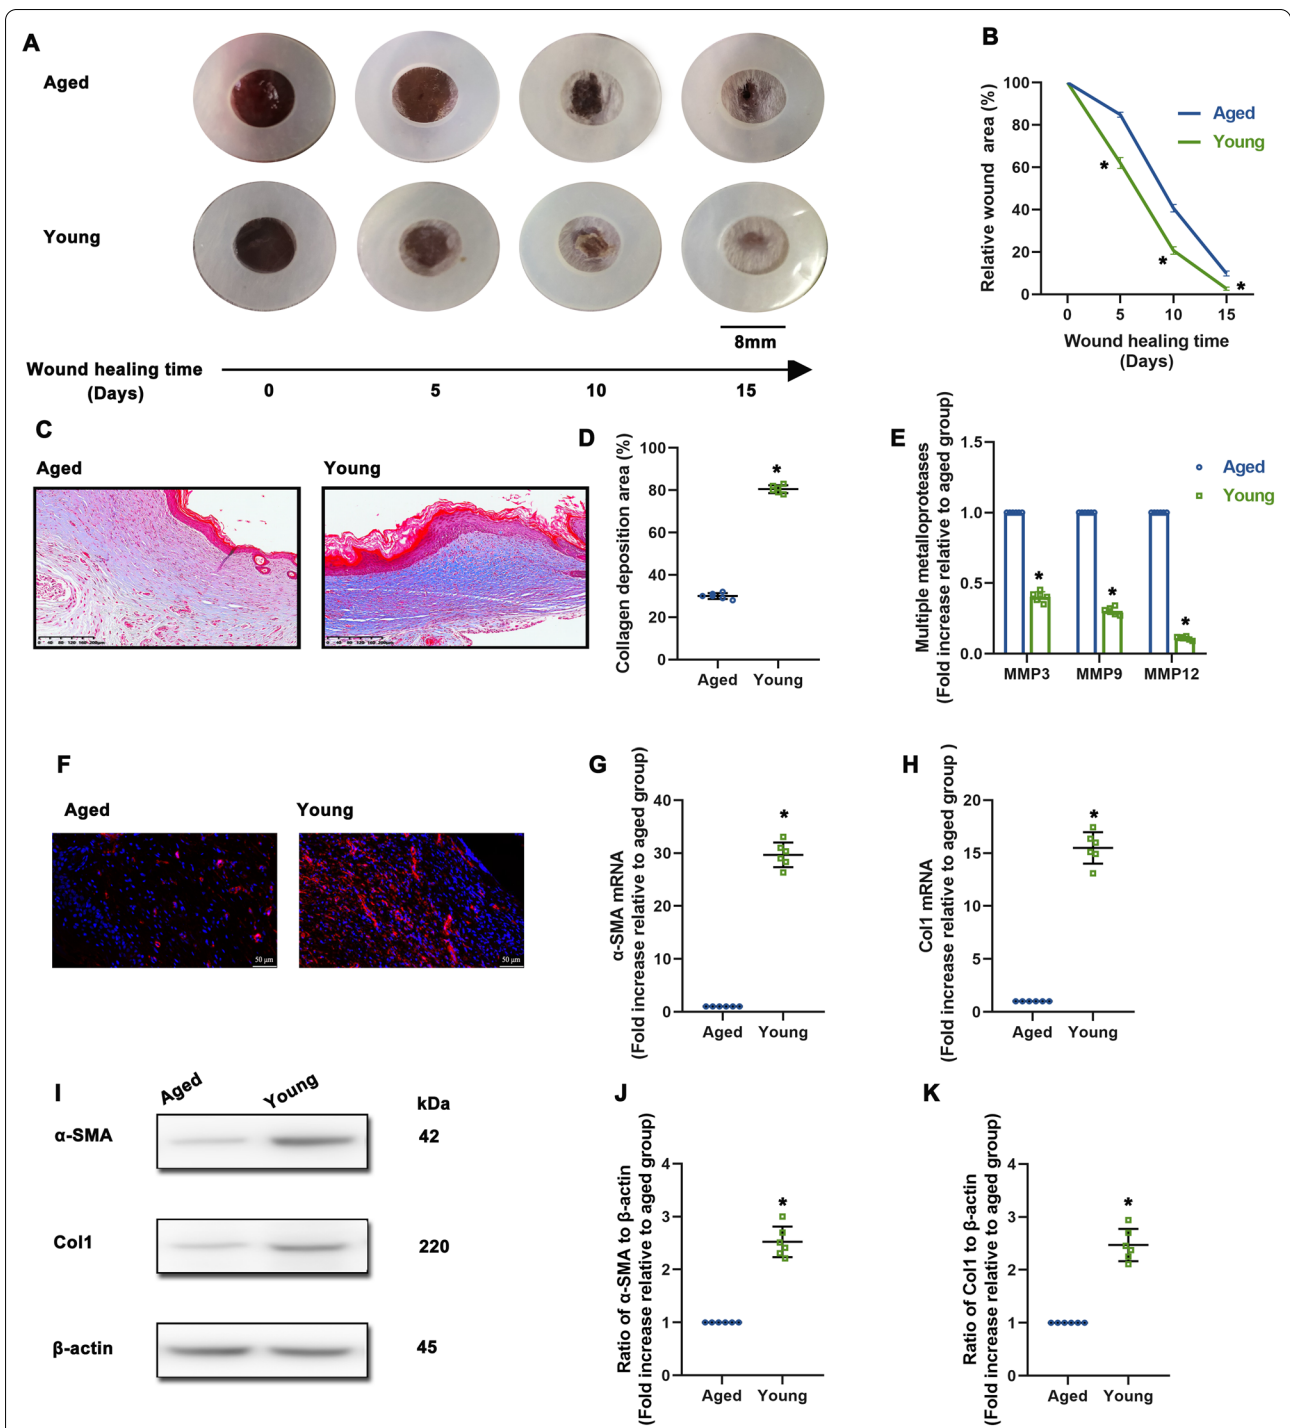 A
Aged
Young
8mm
Wound healing time
(Days)
0
5
10
15
B
Relative wound area (%)
100
80
60
40
20
0
*
*
*
Aged
Young
0
5
10
15
Wound healing time
(Days)
C
Aged
Young
D
Collagen deposition area (%)
100
80
60
40
20
0
*
Aged
Young
E
Multiple metalloproteases
(Fold increase relative to aged group)
1.5
1.0
0.5
0.0
*
*
*
Aged
Young
MMP3
MMP9
MMP12
F
Aged
Young
50 μm
50 μm
G
α-SMA mRNA
(Fold increase relative to aged group)
40
30
20
10
0
*
Aged
Young
H
Col1 mRNA
(Fold increase relative to aged group )
20
15
10
5
0
*
Aged
Young
I
Aged
Young
kDa
α-SMA
42
Col1
220
β-actin
45
J
Ratio of α-SMA to β-actin
(Fold increase relative to aged group)
4
3
2
1
0
*
Aged
Young
K
Ratio of Col1 to β-actin
(Fold increase relative to aged group)
4
3
2
1
0
*
Aged
Young